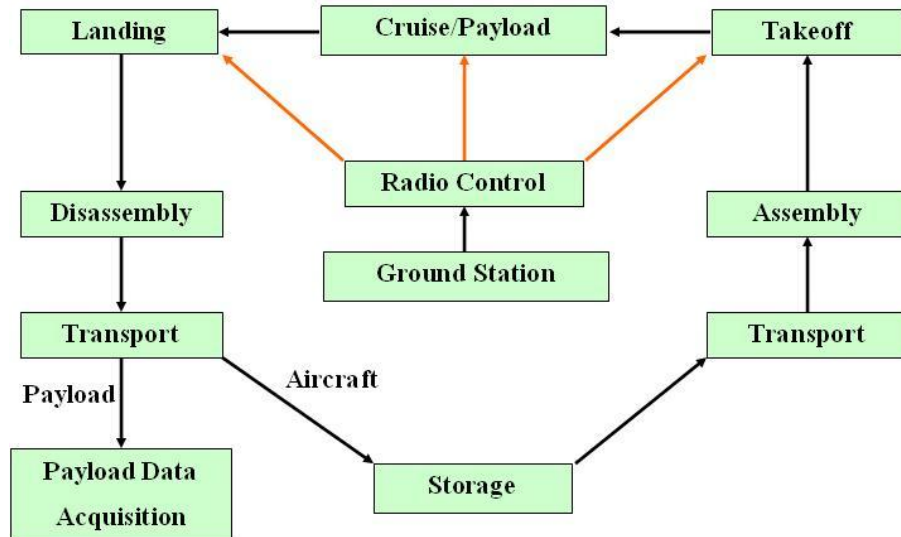 Landing
Cruise/Payload
Takeoff
Radio Control
Disassembly
Assembly
Ground Station
Transport
Transport
Aircraft
Payload
Payload Data
Acquisition
Storage